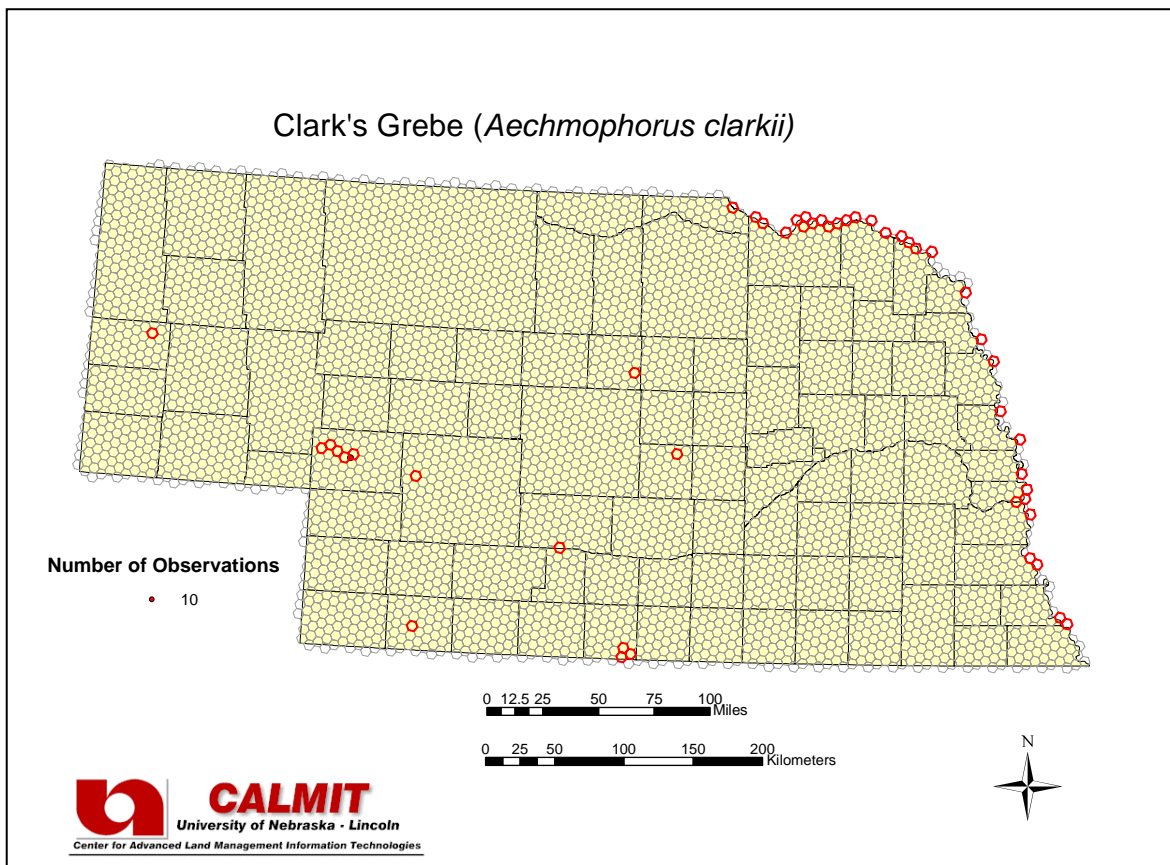 Clark's Grebe (Aechmophorus clarkii)
Number of Observations
10
0 12.5 25 50 75 100
Miles
0 25 50 100 150 200
Kilometers
N
CALMIT
University of Nebraska - Lincoln
Center for Advanced Land Management Information Technologies